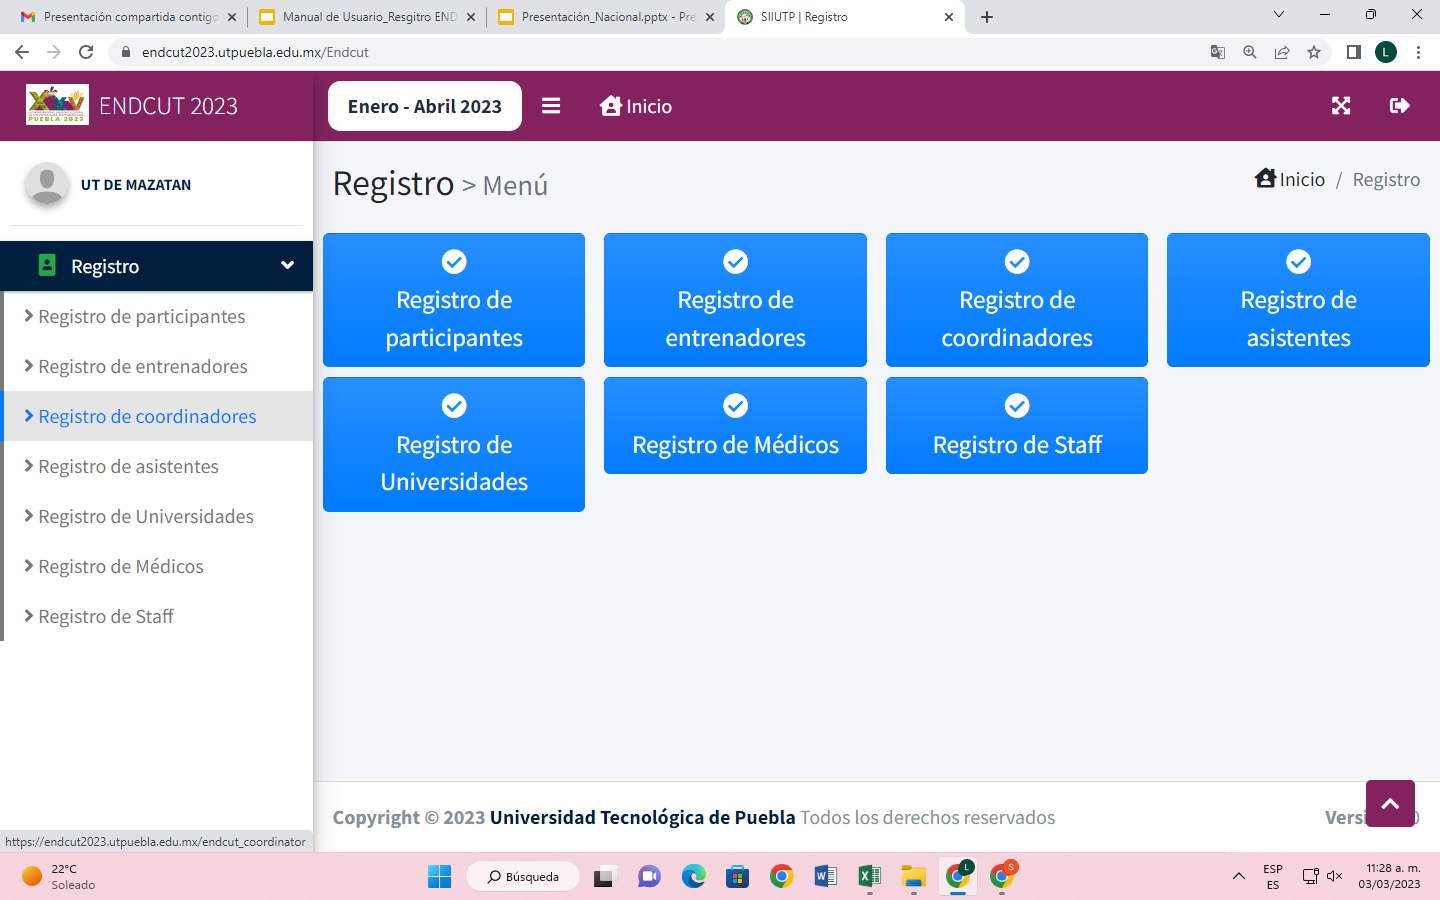 Presentación compartida contigo
Manual de Usuario_Resgitro END
Presentación_Nacional.pptx - Pre
SIIUTP | Registro
endcut2023.utpuebla.edu.mx/Endcut
L
PUEBLA 2023
ENDCUT 2023
Enero - Abril 2023
Inicio
UT DE MAZATAN
Registro > Menú
Inicio / Registro
Registro
Registro de participantes
Registro de entrenadores
Registro de coordinadores
Registro de asistentes
Registro de Universidades
Registro de Médicos
Registro de Staff
Registro de
participantes
Registro de
entrenadores
Registro de
coordinadores
Registro de
asistentes
Registro de
Universidades
Registro de Médicos
Registro de Staff
Copyright © 2023 Universidad Tecnológica de Puebla Todos los derechos reservados
https://endcut2023.utpuebla.edu.mx/endcut_coordinator
22°C
Soleado
Búsqueda
L
S
ESP
ES
11:28 a. m.
03/03/2023